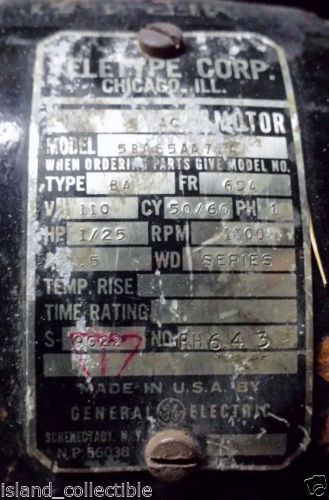 TELETYPE CORP.
CHICAGO, ILL.
AC MOTOR
MODEL
WHEN ORDERING PARTS GIVE MODEL NO.
TYPE BA FR 65A
V 110 CY 50/60 PH 1
HP 1/25 RPM 1800
A .5 WD SERIES
TEMP. RISE
TIME RATING
S- NO. RH643
MADE IN U.S.A. BY
GENERAL GE ELECTRIC
SCHENECTADY, N.Y.
N.P. 56038
island_collectible